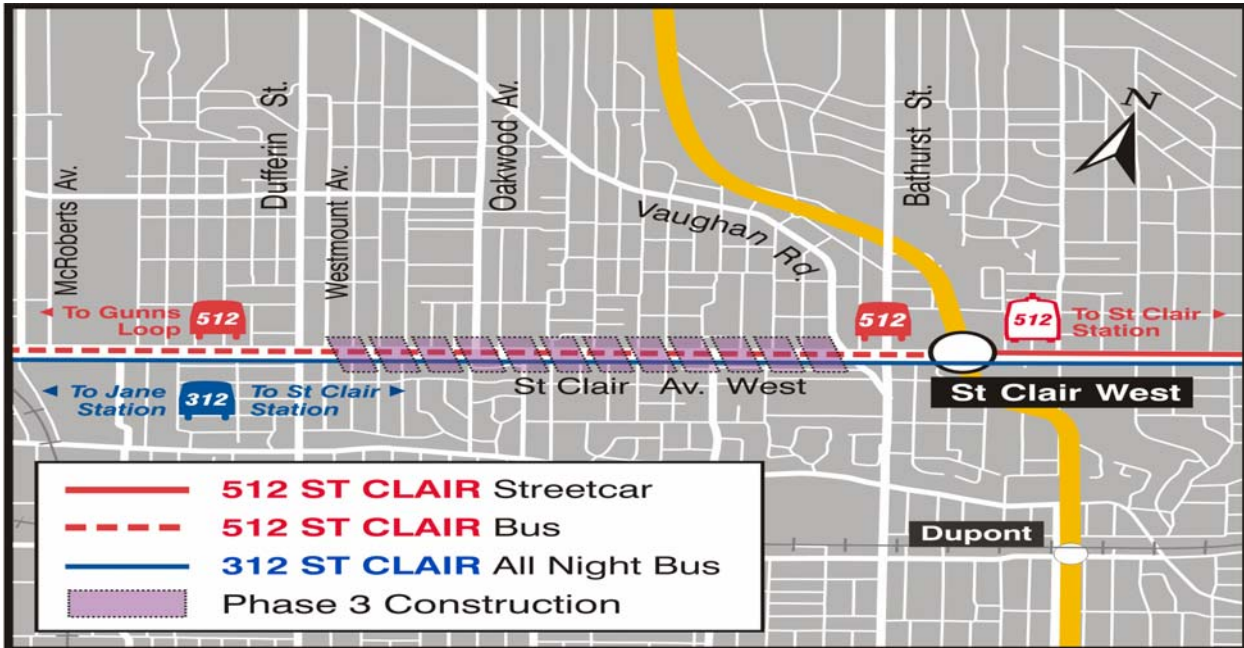 N
McRoberts Av.
Dufferin St.
Westmount Av.
Oakwood Av.
Vaughan Rd.
Bathurst St.
To Gunns
Loop
512
512
512
To St Clair
Station
To Jane
Station
312
To St Clair
Station
St Clair Av. West
St Clair West
Dupont
512 ST CLAIR Streetcar
512 ST CLAIR Bus
312 ST CLAIR All Night Bus
Phase 3 Construction